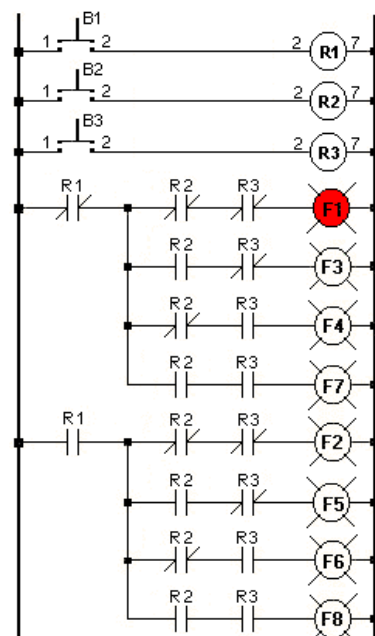 B1
1 2 2 R1 7
B2
1 2 2 R2 7
B3
1 2 2 R3 7
R1 R2 R3
F1
R2 R3
F3
R2 R3
F4
R2 R3
F7
R1 R2 R3
F2
R2 R3
F5
R2 R3
F6
R2 R3
F8